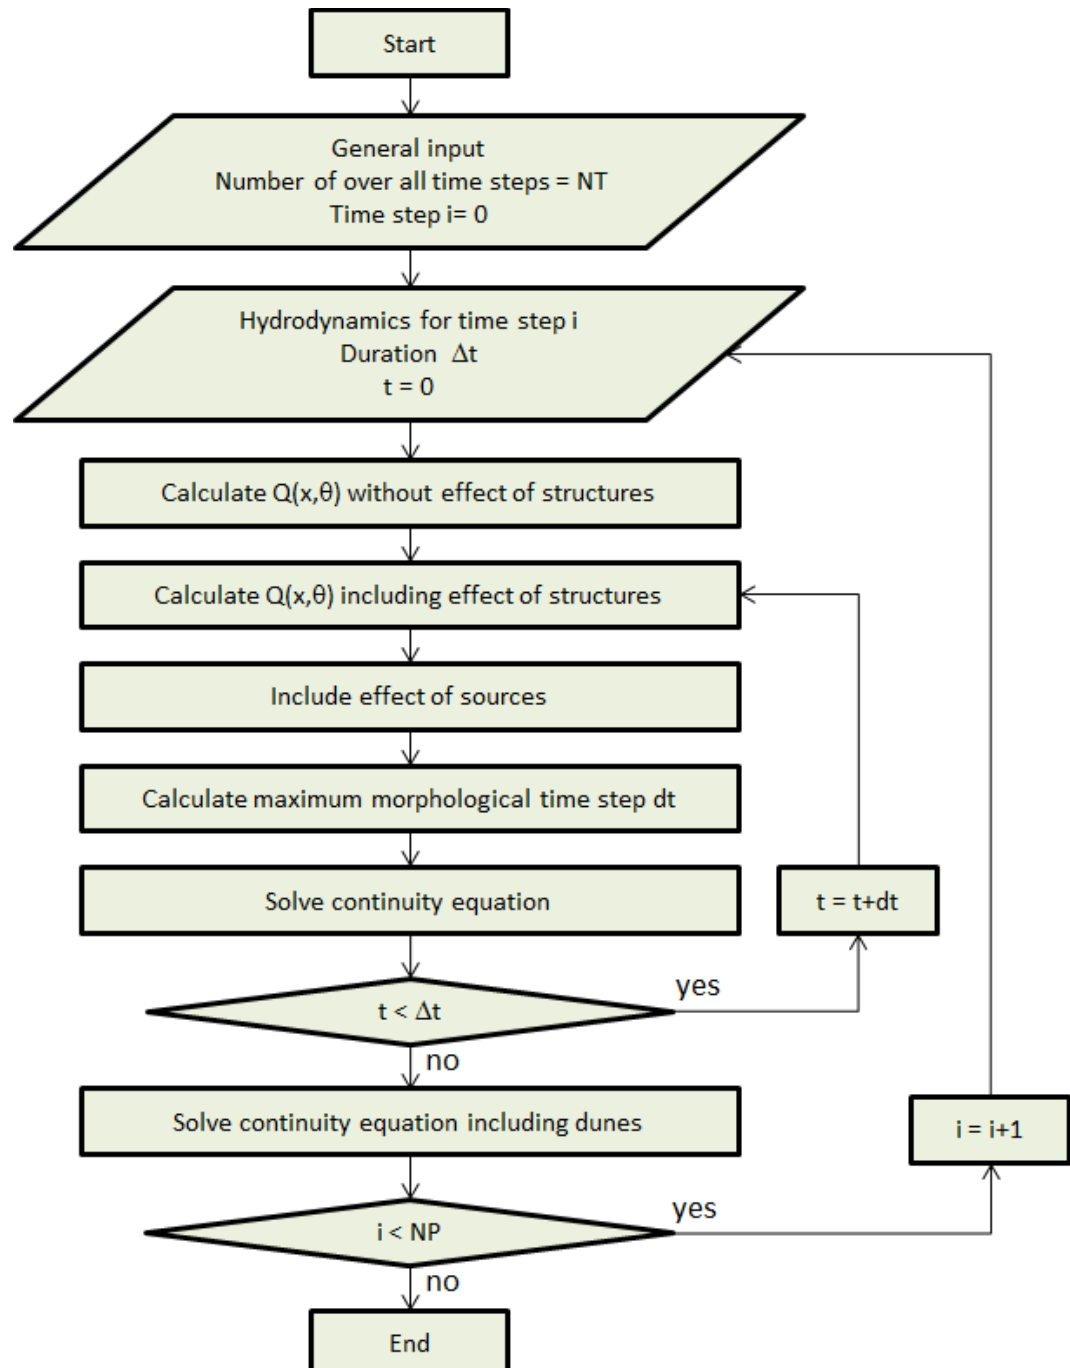 Start
General input
Number of over all time steps = NT
Time step i= 0
Hydrodynamics for time step i
Duration Δt
t = 0
Calculate Q(x,θ) without effect of structures
Calculate Q(x,θ) including effect of structures
Include effect of sources
Calculate maximum morphological time step dt
Solve continuity equation
t = t+dt
t < Δt
yes
no
Solve continuity equation including dunes
i = i+1
i < NP
yes
no
End